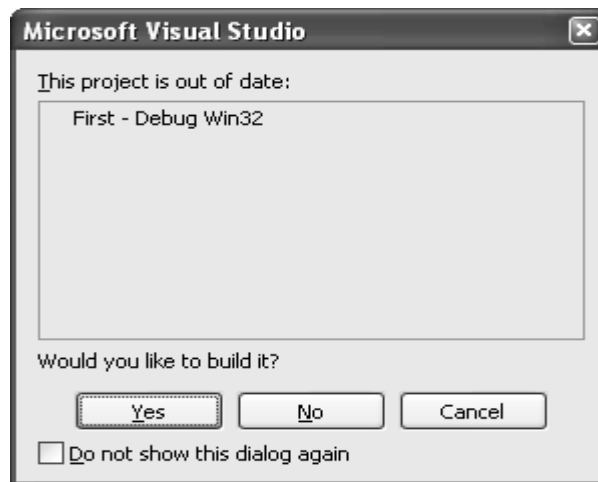 Microsoft Visual Studio
This project is out of date:
First - Debug Win32
Would you like to build it?
Yes No Cancel
Do not show this dialog again